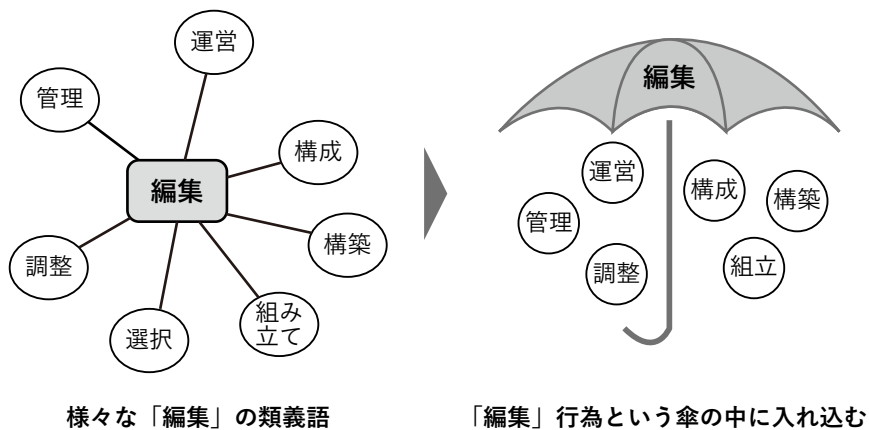 運営
管理
構成
編集
構築
調整
組み
立て
選択
様々な「編集」の類義語
編集
運営
構成
構築
管理
調整
組立
「編集」行為という傘の中に入れ込む